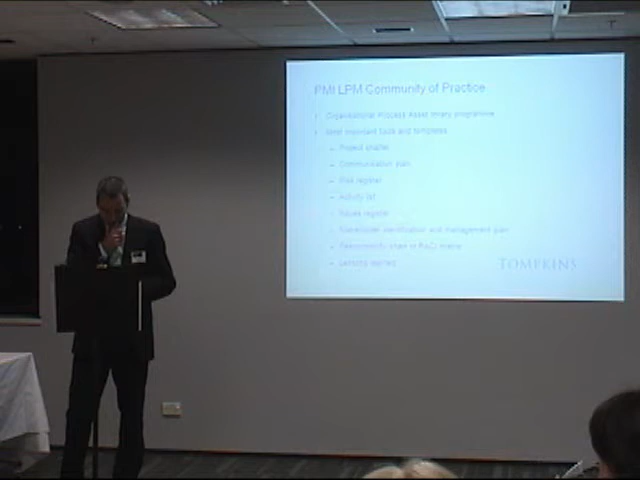 PMI LPM Community of Practice
Organisational Process Asset library programme
Most important tools and templates
– Project charter
– Communication plan
– Risk register
– Activity list
– Issues register
– Stakeholder identification and management plan
– Responsibility chart or RACI matrix
– Lessons learned
TOMPKINS